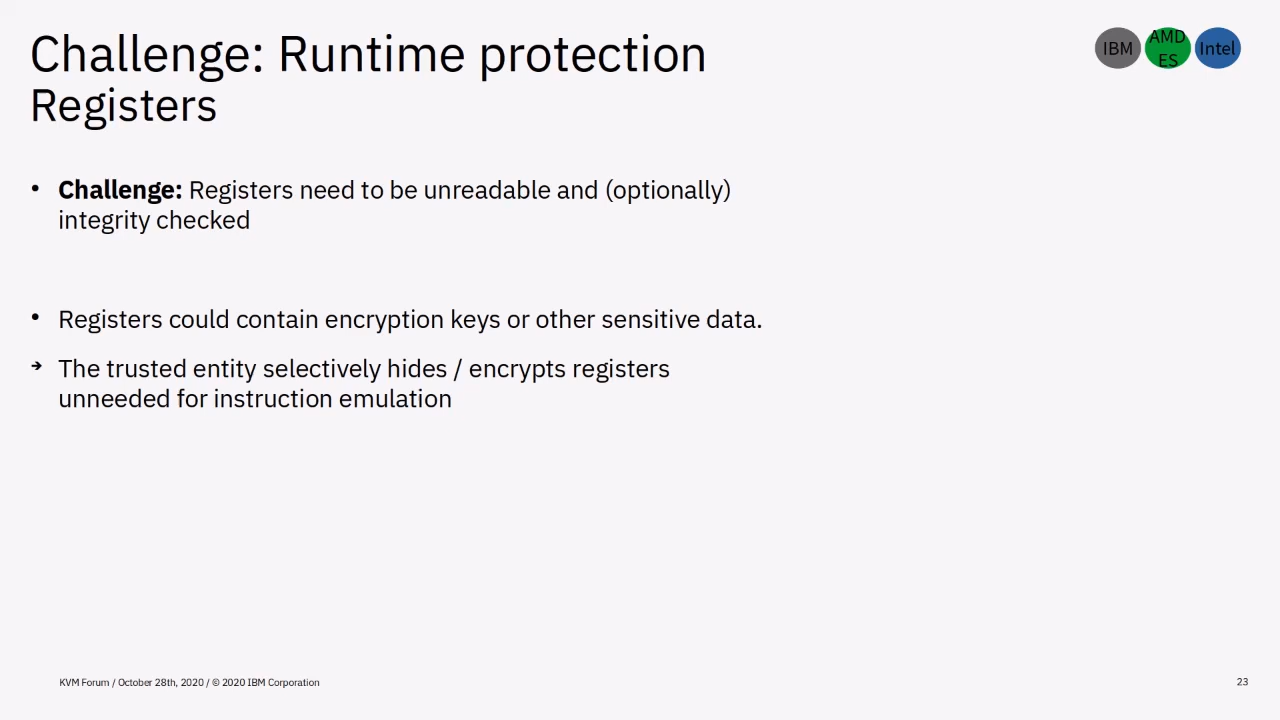 Challenge: Runtime protection
Registers
IBM
AMD
ES
Intel
• Challenge: Registers need to be unreadable and (optionally)
integrity checked
• Registers could contain encryption keys or other sensitive data.
➔ The trusted entity selectively hides / encrypts registers
unneeded for instruction emulation
KVM Forum / October 28th, 2020 / © 2020 IBM Corporation
23